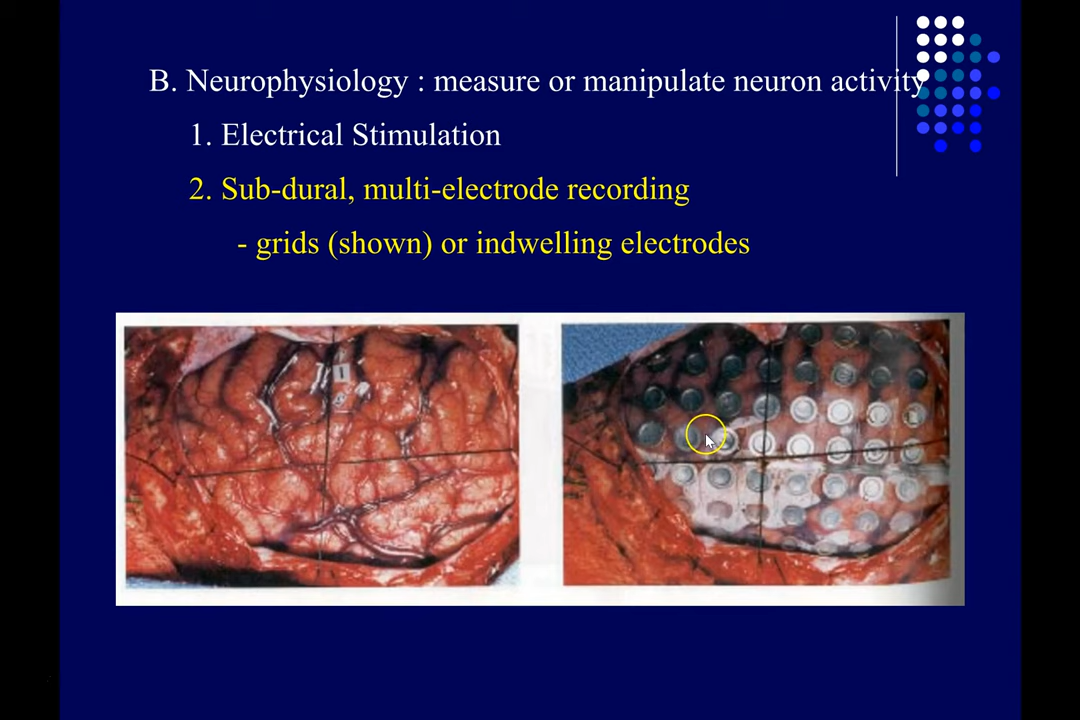 B. Neurophysiology : measure or manipulate neuron activity
1. Electrical Stimulation
2. Sub-dural, multi-electrode recording
- grids (shown) or indwelling electrodes